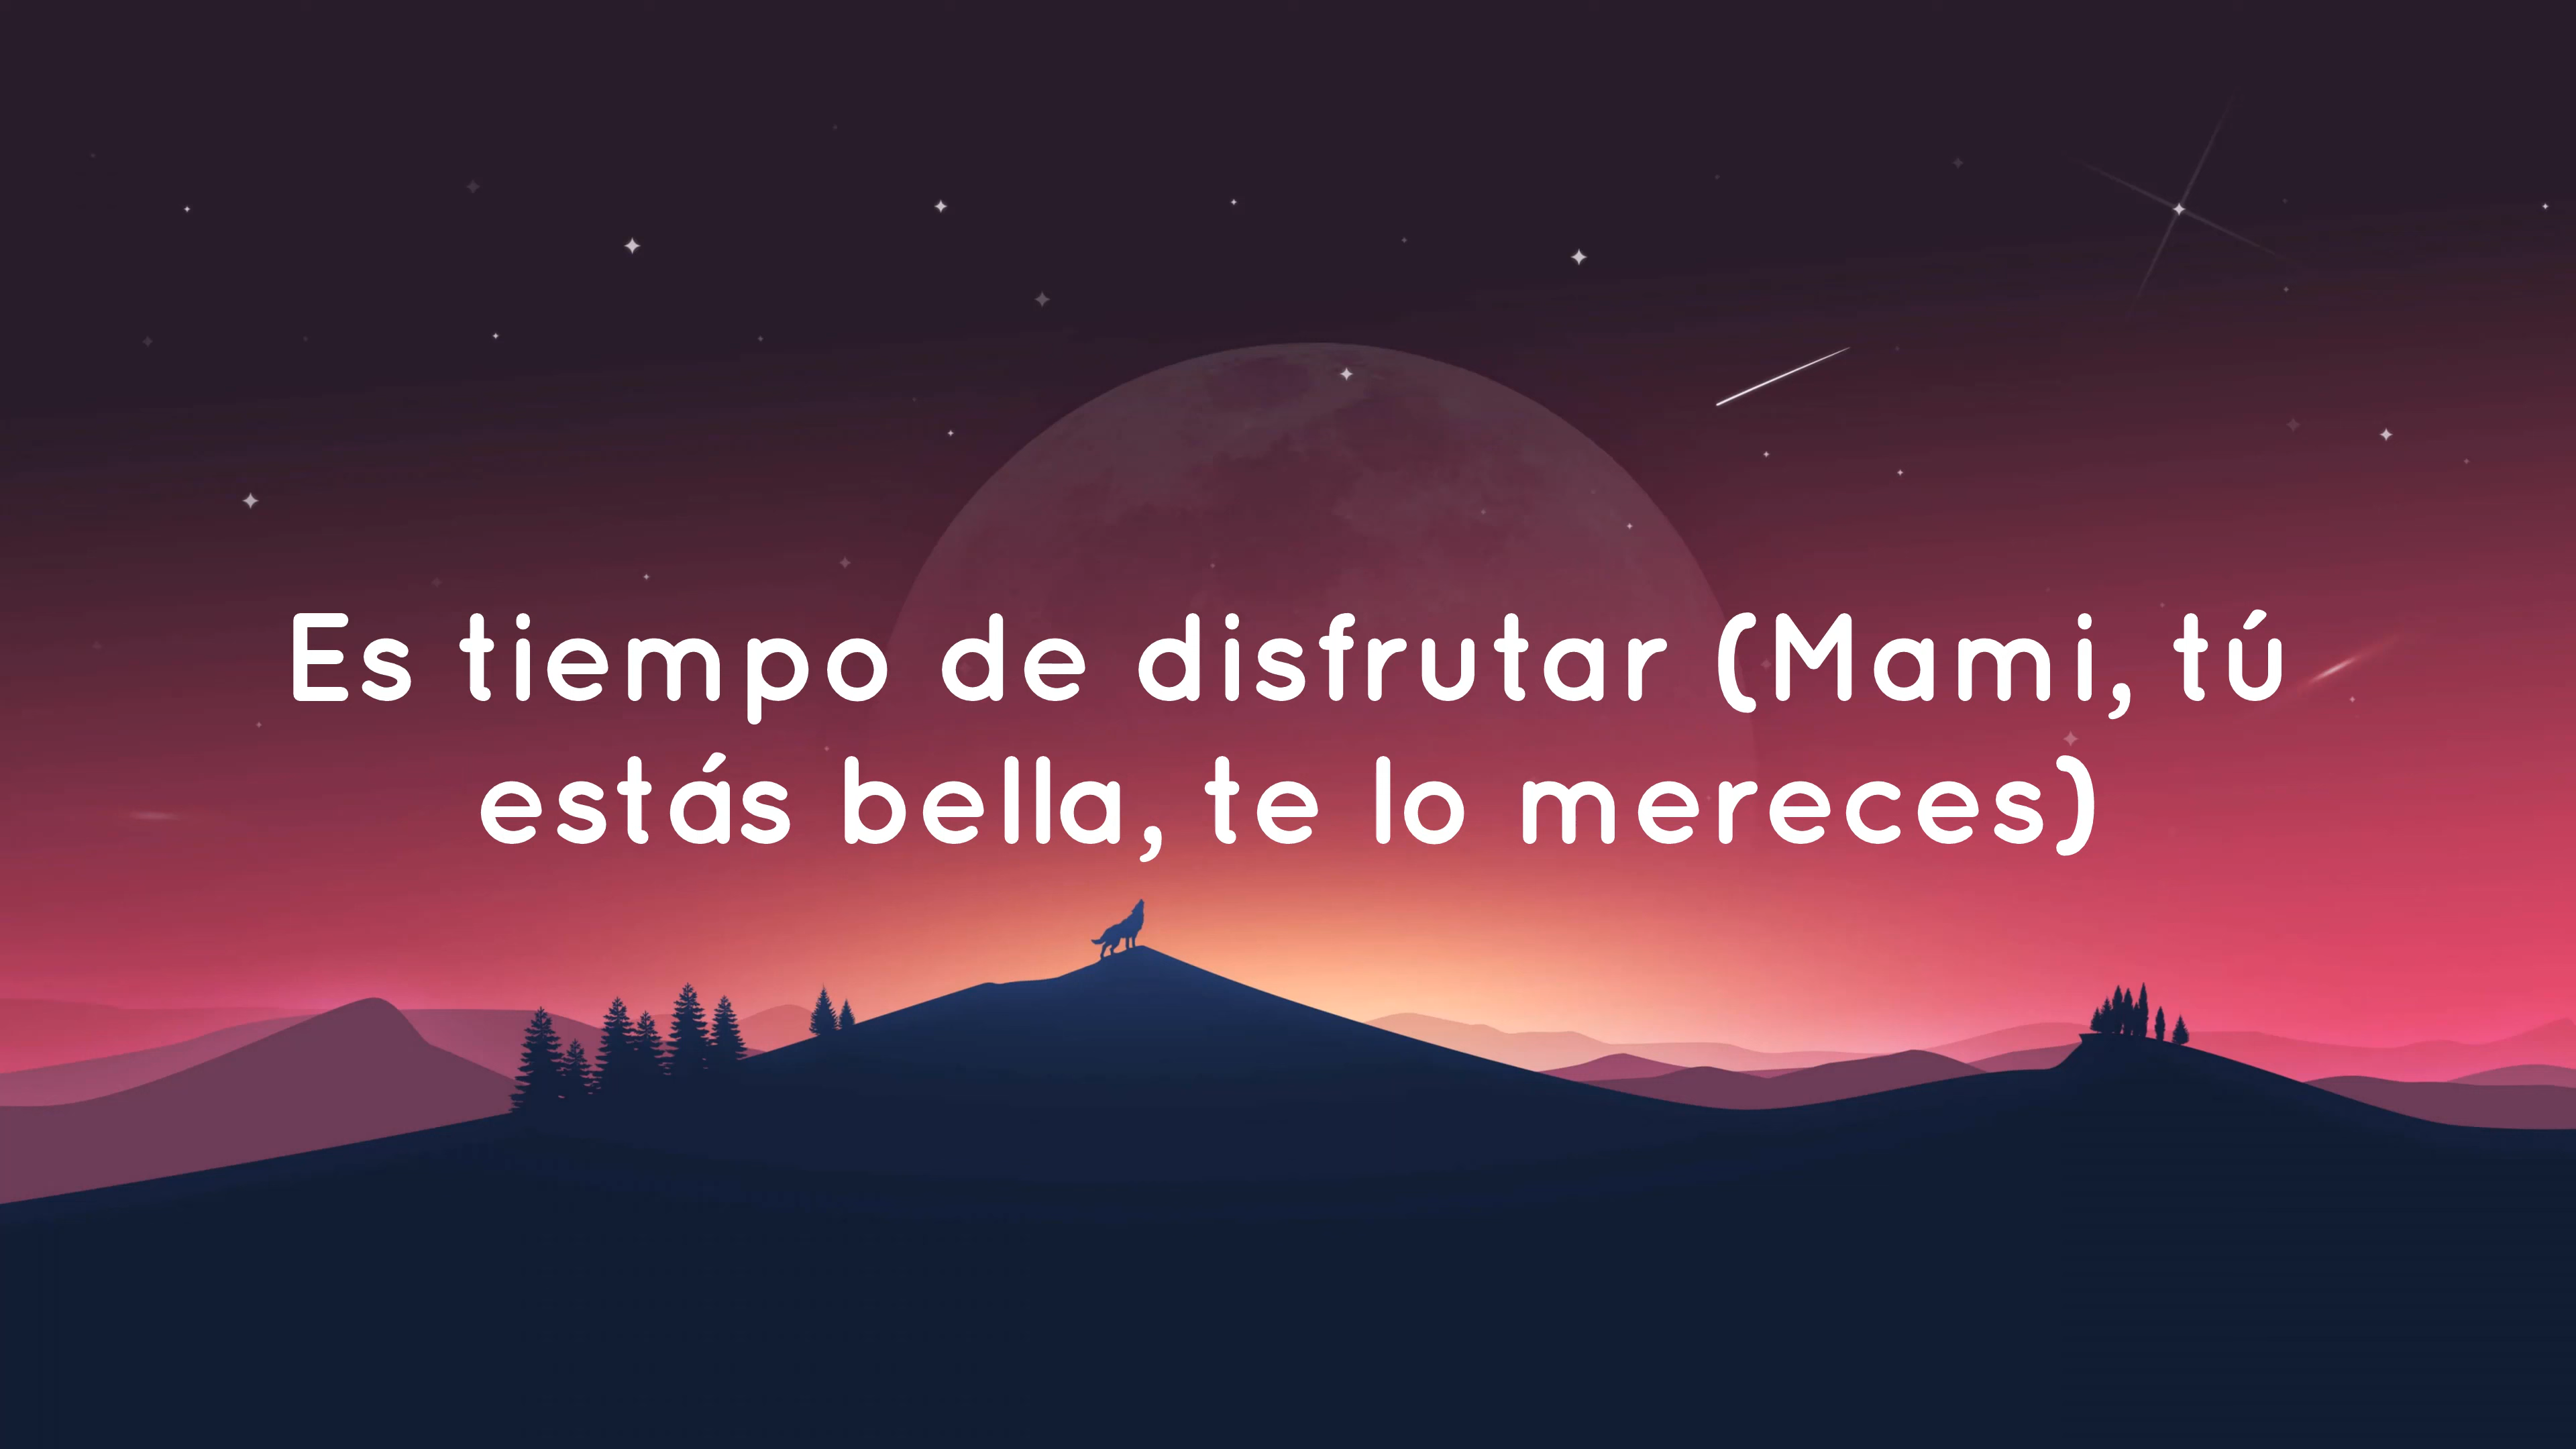 Es tiempo de disfrutar (Mami, tú
estás bella, te lo mereces)